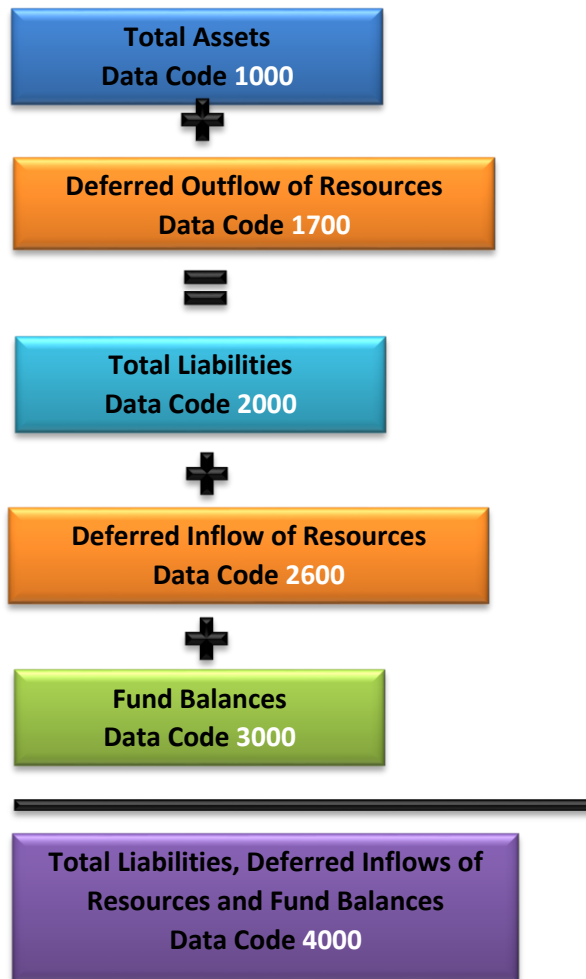 Total Assets
Data Code 1000
+
Deferred Outflow of Resources
Data Code 1700
=
Total Liabilities
Data Code 2000
+
Deferred Inflow of Resources
Data Code 2600
+
Fund Balances
Data Code 3000
Total Liabilities, Deferred Inflows of
Resources and Fund Balances
Data Code 4000